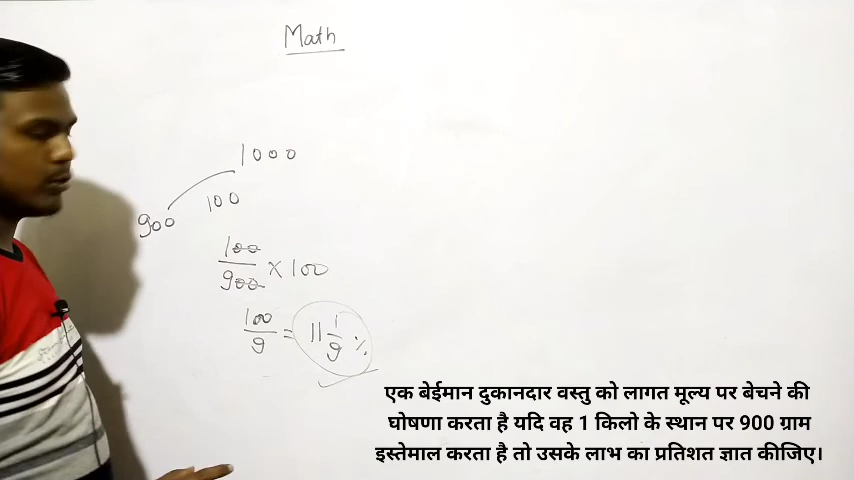 Math
1000
900 100
100/900 × 100
100/9 = 11 1/9 %
एक बेईमान दुकानदार वस्तु को लागत मूल्य पर बेचने की
घोषणा करता है यदि वह 1 किलो के स्थान पर 900 ग्राम
इस्तेमाल करता है तो उसके लाभ का प्रतिशत ज्ञात कीजिए।